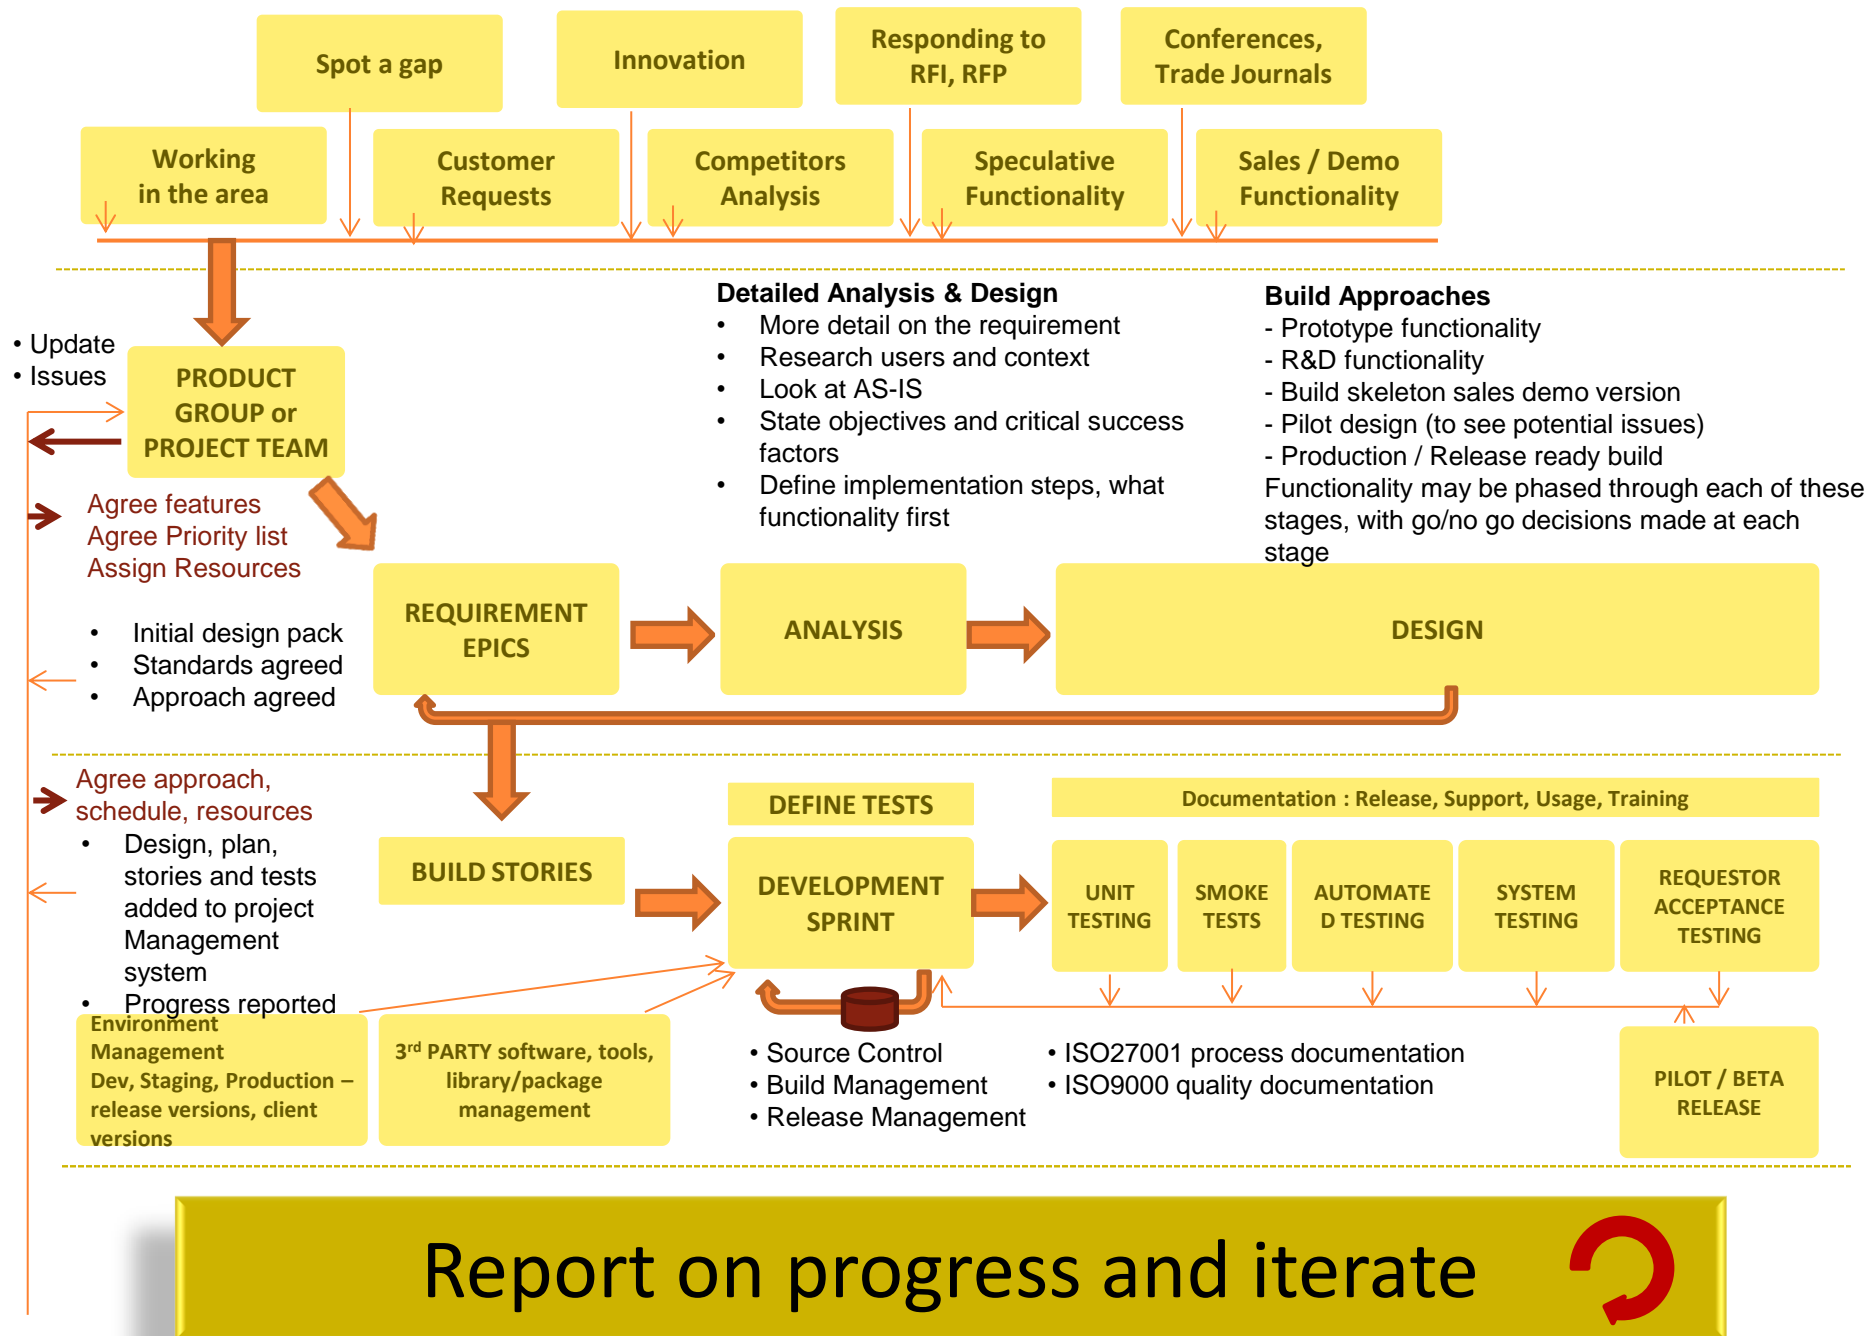 Spot a gap
Innovation
Responding to
RFI, RFP
Conferences,
Trade Journals
Working
in the area
Customer
Requests
Competitors
Analysis
Speculative
Functionality
Sales / Demo
Functionality
• Update
• Issues
PRODUCT
GROUP or
PROJECT TEAM
Detailed Analysis & Design
• More detail on the requirement
• Research users and context
• Look at AS-IS
• State objectives and critical success
factors
• Define implementation steps, what
functionality first
Build Approaches
- Prototype functionality
- R&D functionality
- Build skeleton sales demo version
- Pilot design (to see potential issues)
- Production / Release ready build
Functionality may be phased through each of these
stages, with go/no go decisions made at each
stage
Agree features
Agree Priority list
Assign Resources
• Initial design pack
• Standards agreed
• Approach agreed
REQUIREMENT
EPICS
ANALYSIS
DESIGN
Agree approach,
schedule, resources
• Design, plan,
stories and tests
added to project
Management
system
• Progress reported
BUILD STORIES
DEFINE TESTS
DEVELOPMENT
SPRINT
Documentation : Release, Support, Usage, Training
UNIT
TESTING
SMOKE
TESTS
AUTOMATE
D TESTING
SYSTEM
TESTING
REQUESTOR
ACCEPTANCE
TESTING
Environment
Management
Dev, Staging, Production –
release versions, client
versions
3rd PARTY software, tools,
library/package
management
• Source Control
• Build Management
• Release Management
• ISO27001 process documentation
• ISO9000 quality documentation
PILOT / BETA
RELEASE
Report on progress and iterate